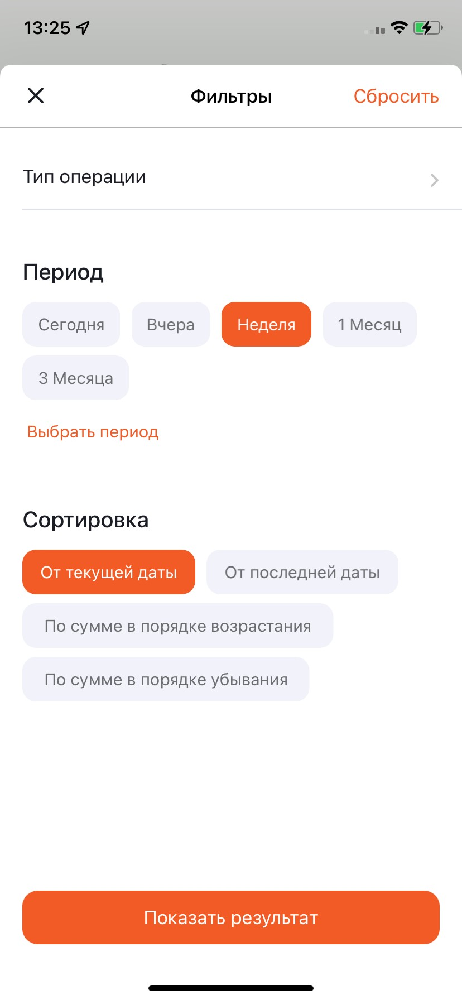 13:25
Фильтры Сбросить
Тип операции
Период
Сегодня Вчера Неделя 1 Месяц
3 Месяца
Выбрать период
Сортировка
От текущей даты От последней даты
По сумме в порядке возрастания
По сумме в порядке убывания
Показать результат